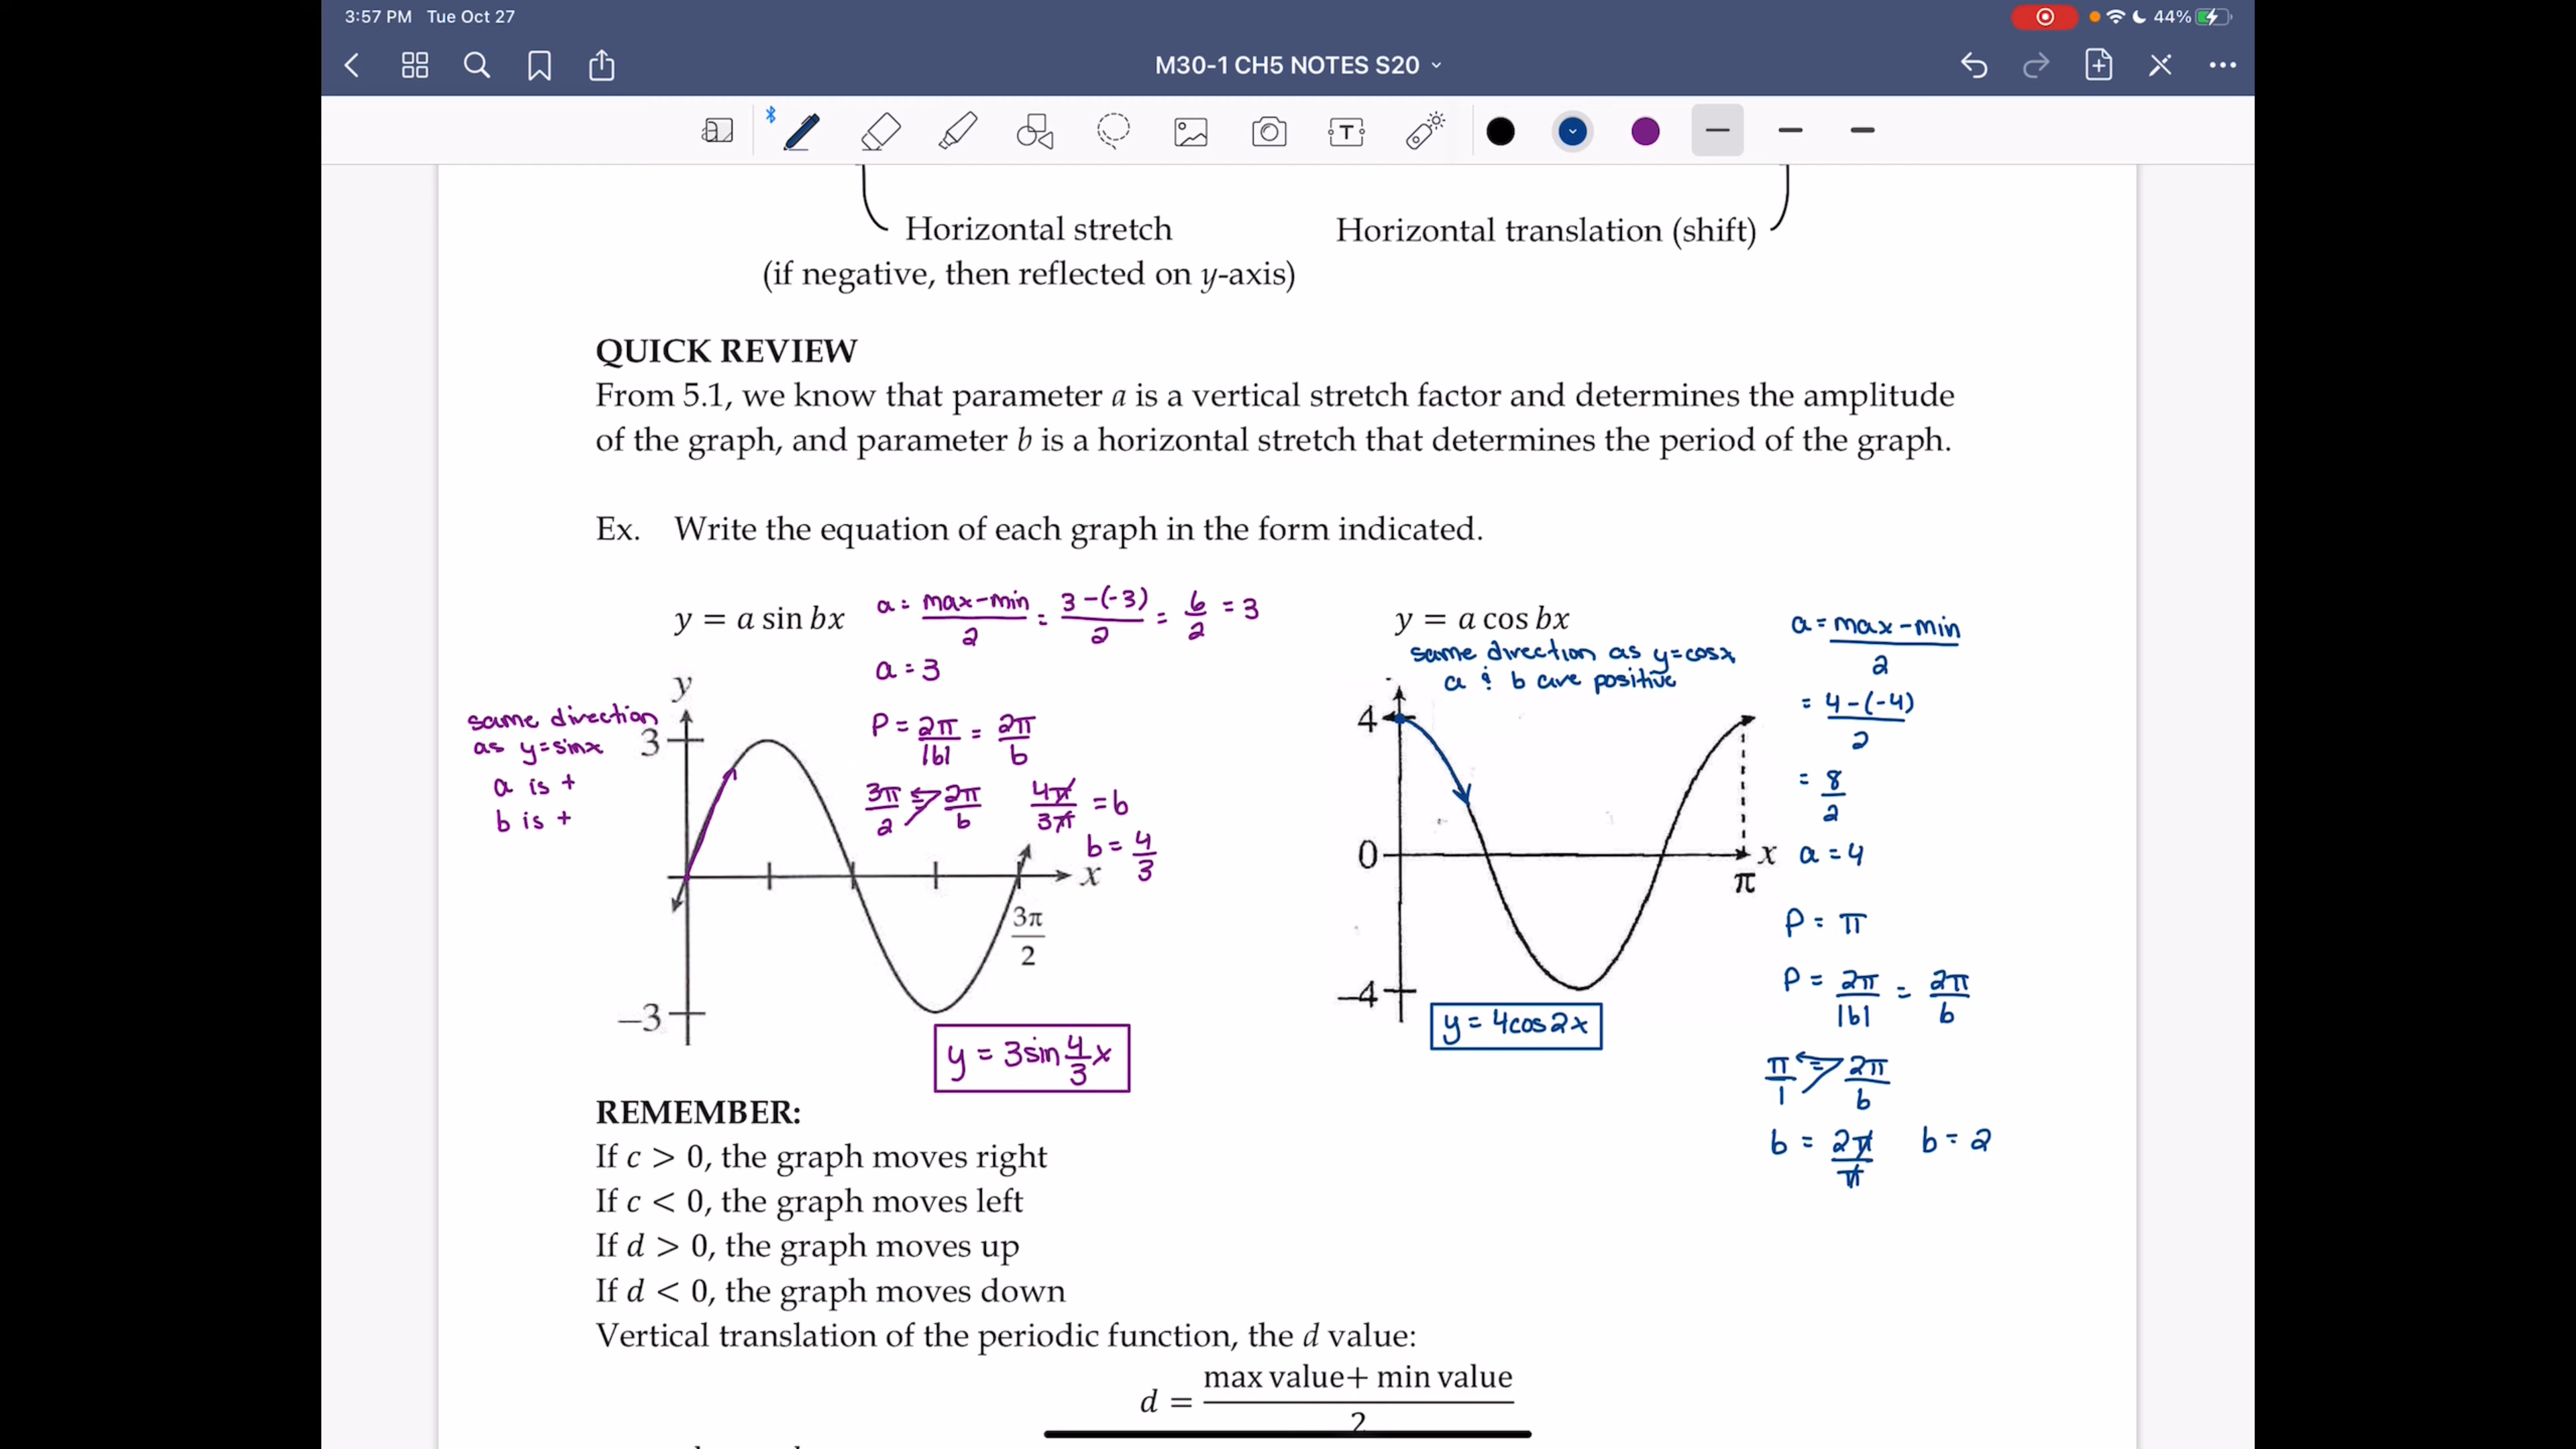 3:57 PM Tue Oct 27
44%
M30-1 CH5 NOTES S20
Horizontal stretch
(if negative, then reflected on y-axis)
Horizontal translation (shift)
QUICK REVIEW
From 5.1, we know that parameter a is a vertical stretch factor and determines the amplitude
of the graph, and parameter b is a horizontal stretch that determines the period of the graph.
Ex. Write the equation of each graph in the form indicated.
y = a sin bx
a = max-min/2 = 3-(-3)/2 = 6/2 = 3
a = 3
same direction
as y=sinx
a is +
b is +
P = 2π/|b| = 2π/b
3π/2 = 2π/b
4π/3π = b
b = 4/3
y
3
x
3π/2
-3
y = 3sin 4/3 x
y = a cos bx
same direction as y=cosx
a & b are positive
4
0
x
π
-4
y = 4cos2x
a = max-min/2
= 4-(-4)/2
= 8/2
a = 4
P = π
P = 2π/|b| = 2π/b
π/1 = 2π/b
b = 2π/π b = 2
REMEMBER:
If c > 0, the graph moves right
If c < 0, the graph moves left
If d > 0, the graph moves up
If d < 0, the graph moves down
Vertical translation of the periodic function, the d value:
d = max value+ min value/2